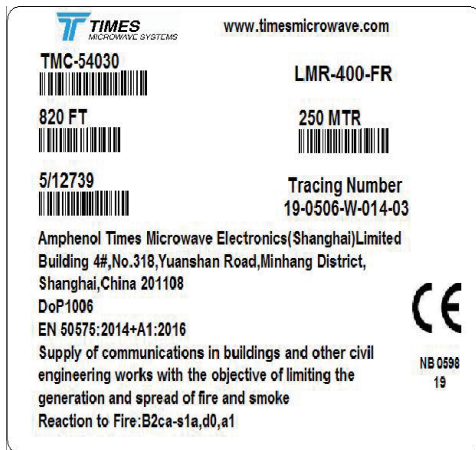 TIMES
MICROWAVE SYSTEMS
www.timesmicrowave.com
TMC-54030
LMR-400-FR
820 FT
250 MTR
5/12739
Tracing Number
19-0506-W-014-03
Amphenol Times Microwave Electronics(Shanghai)Limited
Building 4#,No.318,Yuanshan Road,Minhang District,
Shanghai,China 201108
DoP1006
EN 50575:2014+A1:2016
Supply of communications in buildings and other civil
engineering works with the objective of limiting the
generation and spread of fire and smoke
Reaction to Fire:B2ca-s1a,d0,a1
CE
NB 0598
19